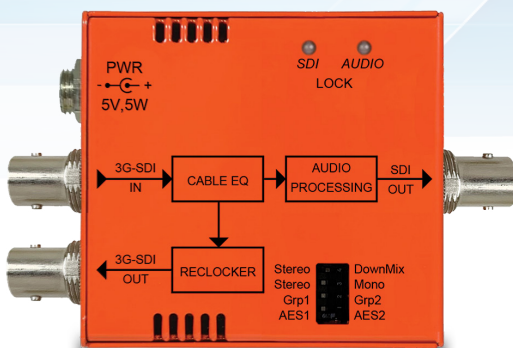 SDI AUDIO
LOCK
PWR
- +
5V,5W
3G-SDI
IN
CABLE EQ
AUDIO
PROCESSING
SDI
OUT
3G-SDI
OUT
RECLOCKER
Stereo DownMix
Stereo Mono
Grp1 Grp2
AES1 AES2